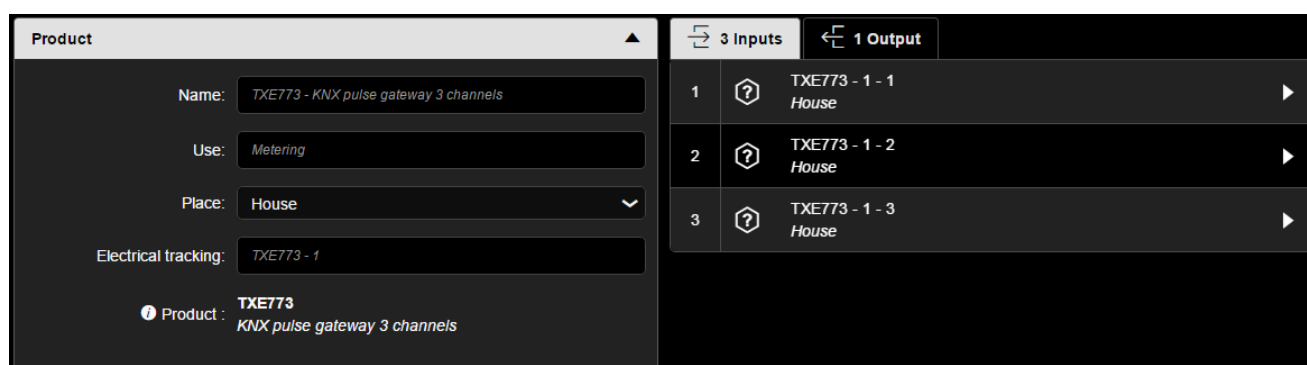 Product
Name: TXE773 - KNX pulse gateway 3 channels
Use: Metering
Place: House
Electrical tracking: TXE773 - 1
i Product : TXE773
KNX pulse gateway 3 channels
3 Inputs
1 Output
1 ? TXE773 - 1 - 1
House
2 ? TXE773 - 1 - 2
House
3 ? TXE773 - 1 - 3
House